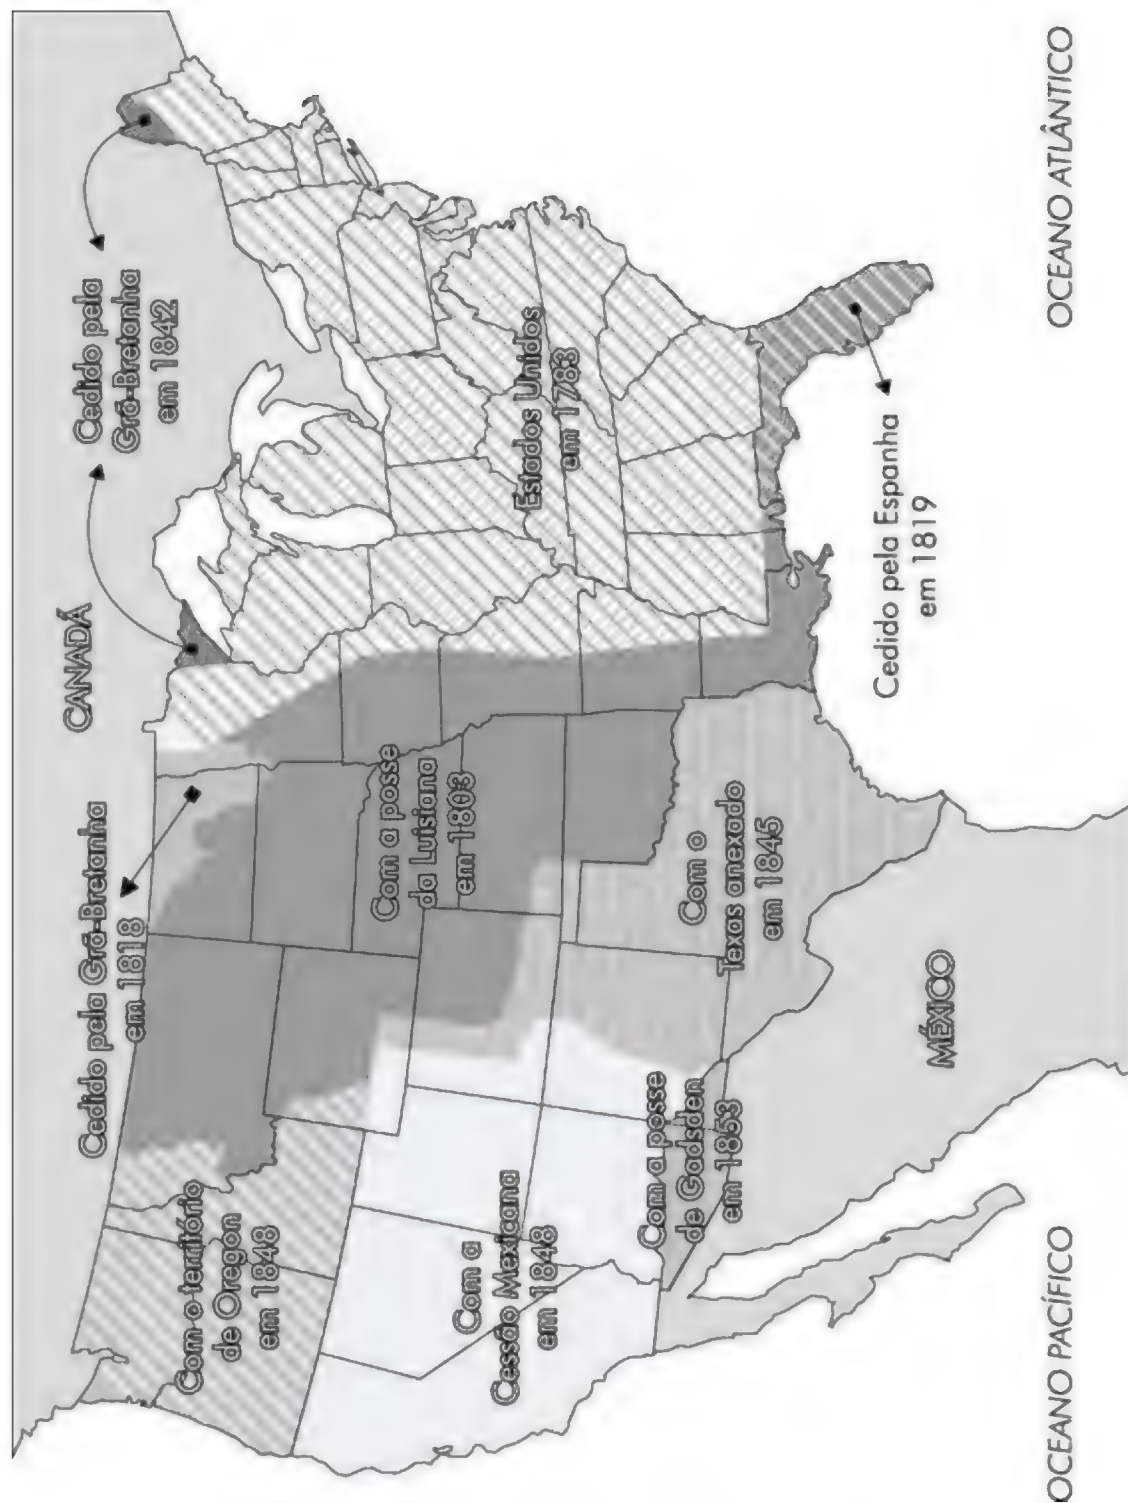 CANADÁ
Cedido pela
Grã-Bretanha
em 1842
Cedido pela Grã-Bretanha
em 1818
Com o território
de Oregon
em 1848
Com a posse
da Luisiana
em 1803
Estados Unidos
em 1783
Com a
Cessão Mexicana
em 1848
Com a posse
de Gadsden
em 1853
Com o
Texas anexado
em 1845
Cedido pela Espanha
em 1819
MÉXICO
OCEANO PACÍFICO
OCEANO ATLÂNTICO